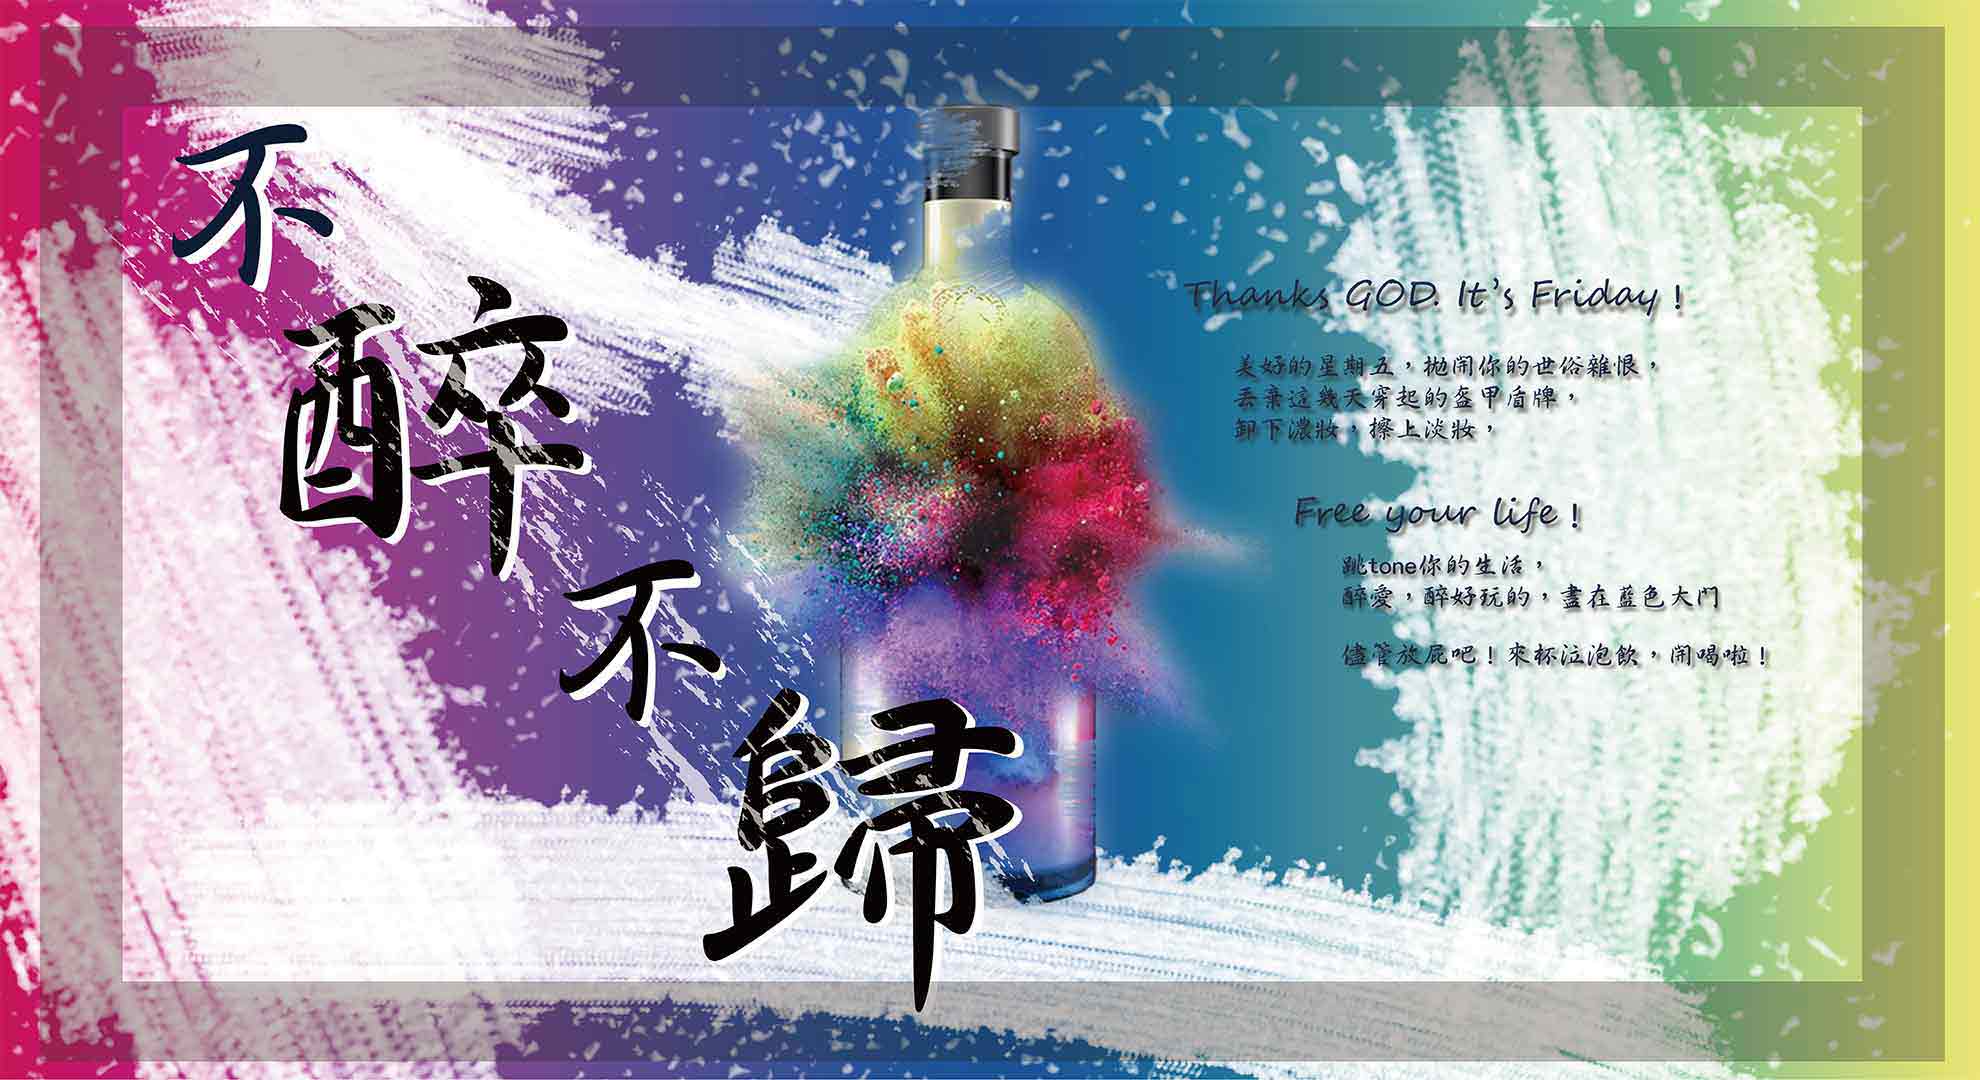 不醉不歸
Thanks GOD. It's Friday !
美好的星期五，拋開你的世俗雜恨，
丟棄這幾天穿起的盔甲盾牌，
卸下濃妝，擦上淡妝，
Free your life !
跳tone你的生活，
醉愛，醉好玩的，盡在藍色大門
儘管放屁吧！來杯泣泡飲，開喝啦！